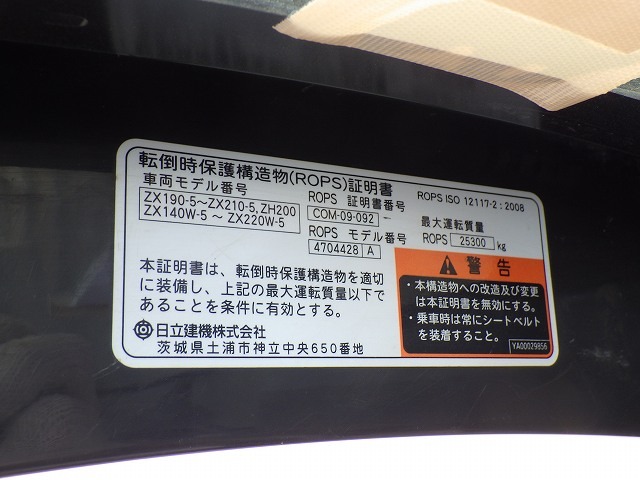 転倒時保護構造物(ROPS)証明書
ROPS ISO 12117-2 : 2008
車両モデル番号
ZX190-5～ZX210-5, ZH200
ZX140W-5 ～ ZX220W-5
ROPS 証明書番号
COM-09-092 -
ROPS モデル番号
4704428 A
最大運転質量
ROPS 25300 kg
本証明書は、転倒時保護構造物を適切
に装備し、上記の最大運転質量以下で
あることを条件に有効とする。
日立建機株式会社
茨城県土浦市神立中央650番地
警告
・本構造物への改造及び変更
は本証明書を無効にする。
・乗車時は常にシートベルト
を装着すること。
YA00029856